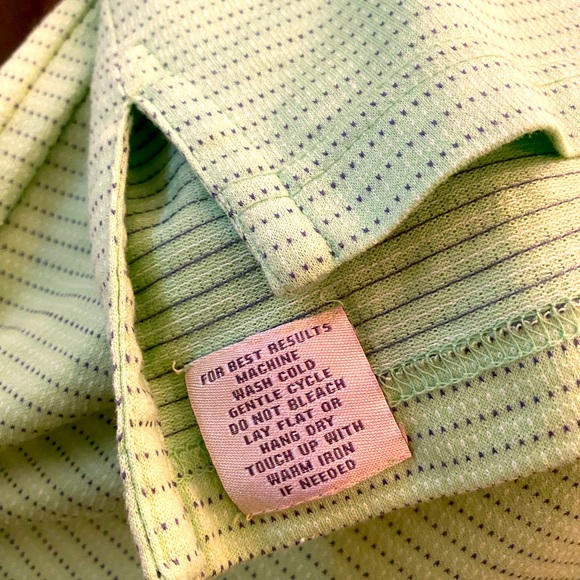 FOR BEST RESULTS
MACHINE
WASH COLD
GENTLE CYCLE
DO NOT BLEACH
LAY FLAT OR
HANG DRY
TOUCH UP WITH
WARM IRON
IF NEEDED